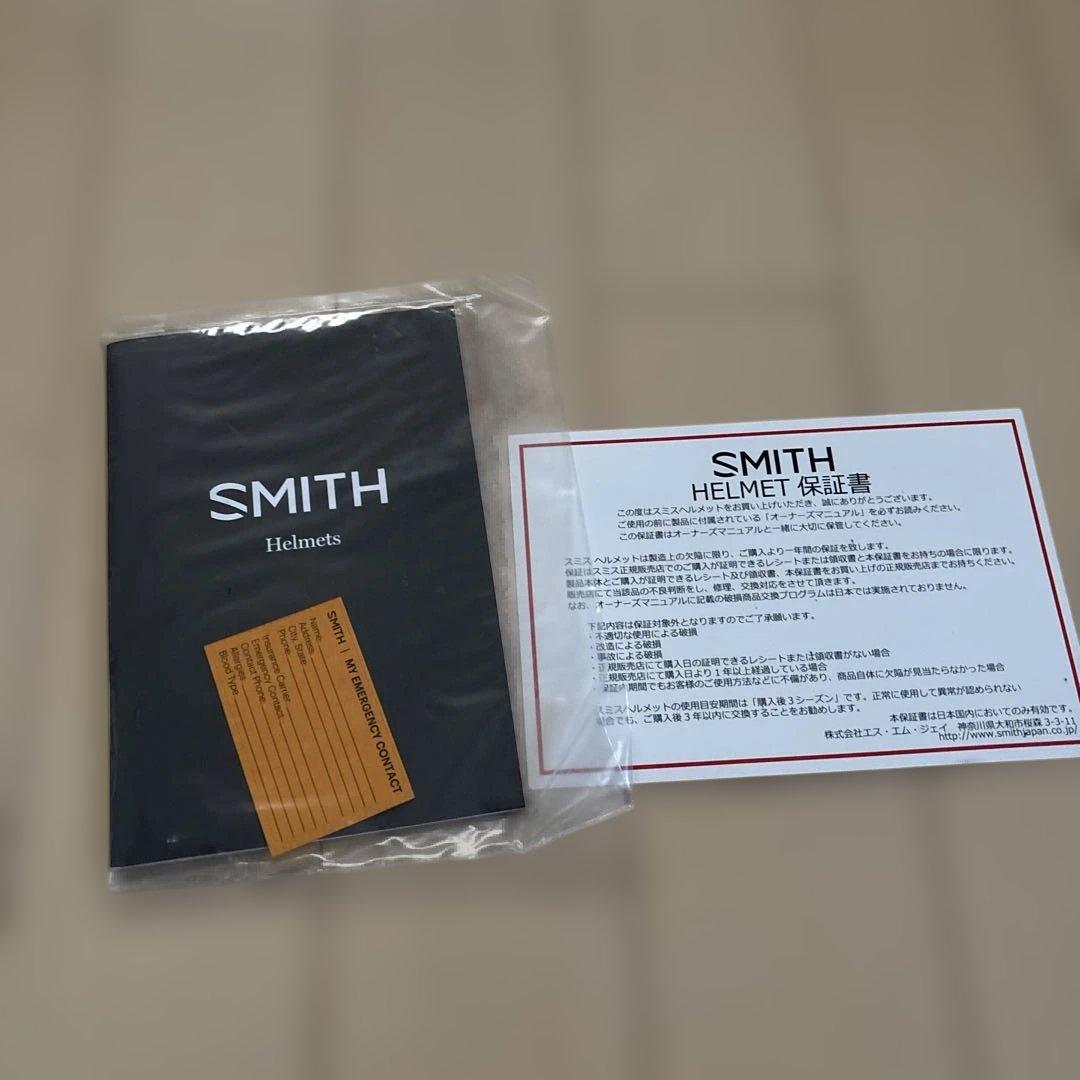 SMITH
Helmets
SMITH | MY EMERGENCY CONTACT
Name:
Address:
City, State
Phone:
Insurance Carrier
Emergency Contact
Contact Phone:
Allergies
Blood Type
SMITH
HELMET 保証書
この度はスミスヘルメットをお買い上げいただき、誠にありがとうございます。
ご使用の前に製品に付属されている「オーナーズマニュアル」を必ずお読みください。
この保証書はオーナーズマニュアルと一緒に大切に保管してください。
スミス ヘルメットは製造上の欠陥に限り、ご購入より一年間の保証を致します。
保証はスミス正規販売店でのご購入が証明できるレシートまたは領収書と本保証書をお持ちの場合に限ります。
製品本体とご購入が証明できるレシート及び領収書、本保証書をお買い上げの正規販売店までお持ちください。
販売店にて当該品の不良判断をし、修理、交換対応をさせて頂きます。
なお、オーナーズマニュアルに記載の破損商品交換プログラムは日本では実施されておりません。
下記内容は保証対象外となりますのでご了承願います。
・不適切な使用による破損
・改造による破損
・事故による破損
・正規販売店にて購入日の証明できるレシートまたは領収書がない場合
・正規販売店にて購入日より１年以上経過している場合
・保証期間でもお客様のご使用方法などに不備があり、商品自体に欠陥が見当たらなかった場合
スミスヘルメットの使用目安期間は「購入後３シーズン」です。正常に使用して異常が認められない
場合でも、ご購入後３年以内に交換することをお勧めします。
本保証書は日本国内においてのみ有効です。
株式会社エス・エム・ジェイ 神奈川県大和市桜森 3-3-11
http://www.smithjapan.co.jp/